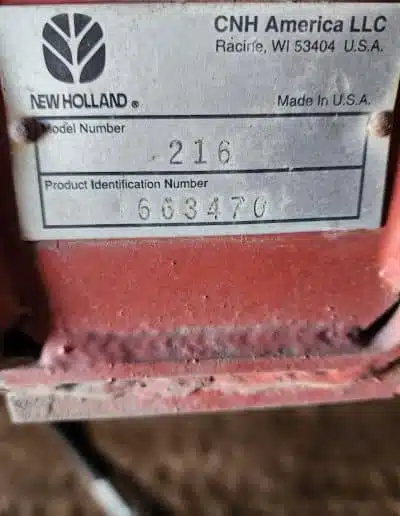 CNH America LLC
Racine, WI 53404 U.S.A.
NEW HOLLAND ®
Made In U.S.A.
Model Number
216
Product Identification Number
663470